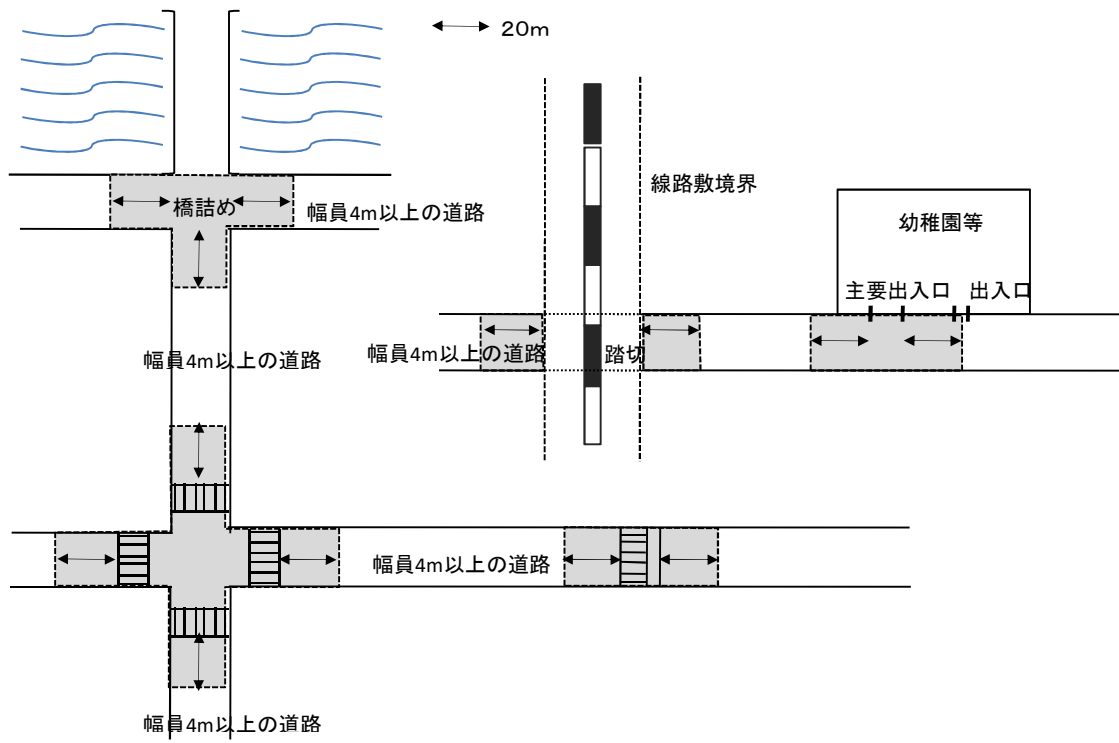 20m
線路敷境界
橋詰め
幅員4m以上の道路
幼稚園等
主要出入口
出入口
幅員4m以上の道路
幅員4m以上の道路
踏切
幅員4m以上の道路
幅員4m以上の道路